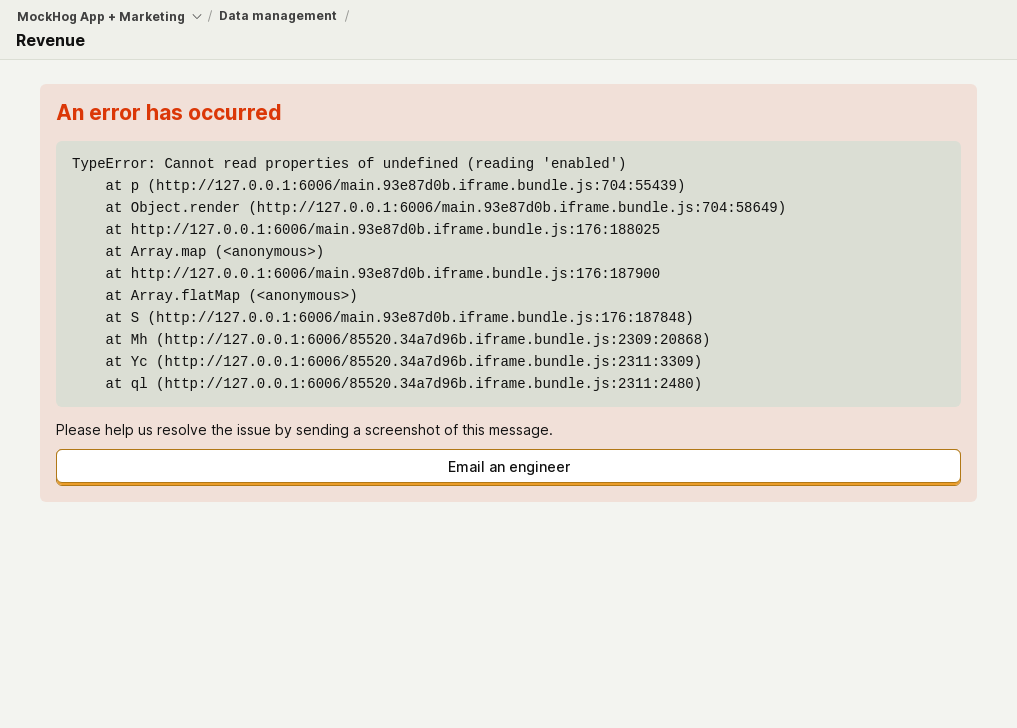 MockHog App + Marketing / Data management /
Revenue
An error has occurred
TypeError: Cannot read properties of undefined (reading 'enabled')
    at p (http://127.0.0.1:6006/main.93e87d0b.iframe.bundle.js:704:55439)
    at Object.render (http://127.0.0.1:6006/main.93e87d0b.iframe.bundle.js:704:58649)
    at http://127.0.0.1:6006/main.93e87d0b.iframe.bundle.js:176:188025
    at Array.map (<anonymous>)
    at http://127.0.0.1:6006/main.93e87d0b.iframe.bundle.js:176:187900
    at Array.flatMap (<anonymous>)
    at S (http://127.0.0.1:6006/main.93e87d0b.iframe.bundle.js:176:187848)
    at Mh (http://127.0.0.1:6006/85520.34a7d96b.iframe.bundle.js:2309:20868)
    at Yc (http://127.0.0.1:6006/85520.34a7d96b.iframe.bundle.js:2311:3309)
    at ql (http://127.0.0.1:6006/85520.34a7d96b.iframe.bundle.js:2311:2480)
Please help us resolve the issue by sending a screenshot of this message.
Email an engineer